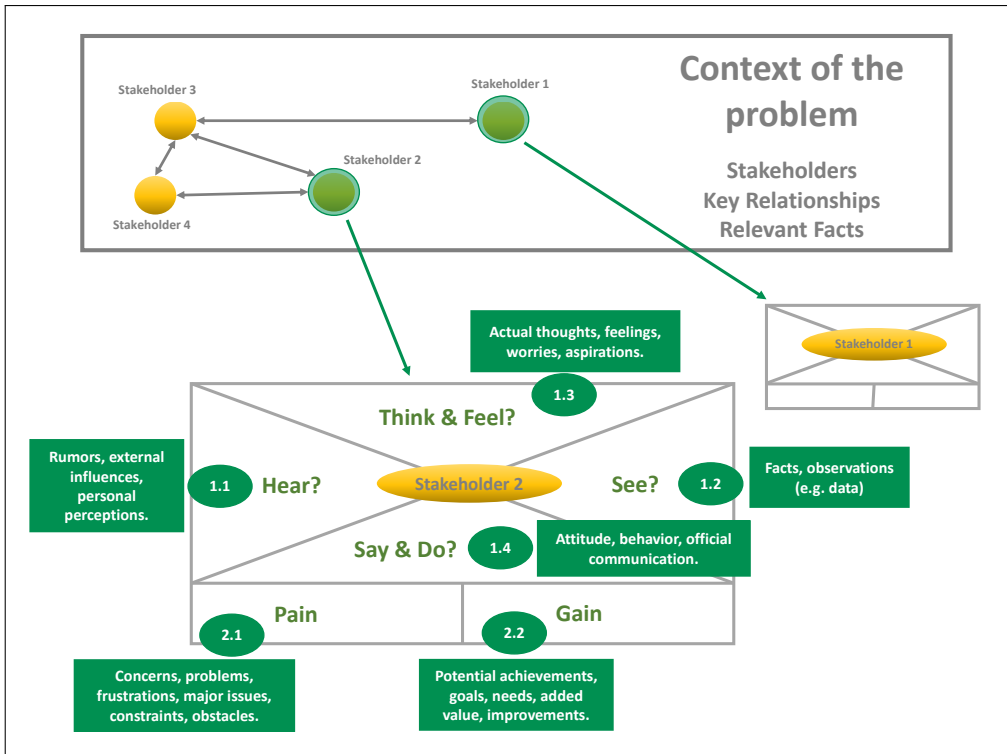 Context of the
problem
Stakeholders
Key Relationships
Relevant Facts
Stakeholder 3
Stakeholder 1
Stakeholder 2
Stakeholder 4
Actual thoughts, feelings,
worries, aspirations.
1.3
Think & Feel?
Stakeholder 1
Rumors, external
influences,
personal
perceptions.
1.1
Hear?
Stakeholder 2
See?
1.2
Facts, observations
(e.g. data)
Say & Do?
1.4
Attitude, behavior, official
communication.
Pain
2.1
Concerns, problems,
frustrations, major issues,
constraints, obstacles.
Gain
2.2
Potential achievements,
goals, needs, added
value, improvements.